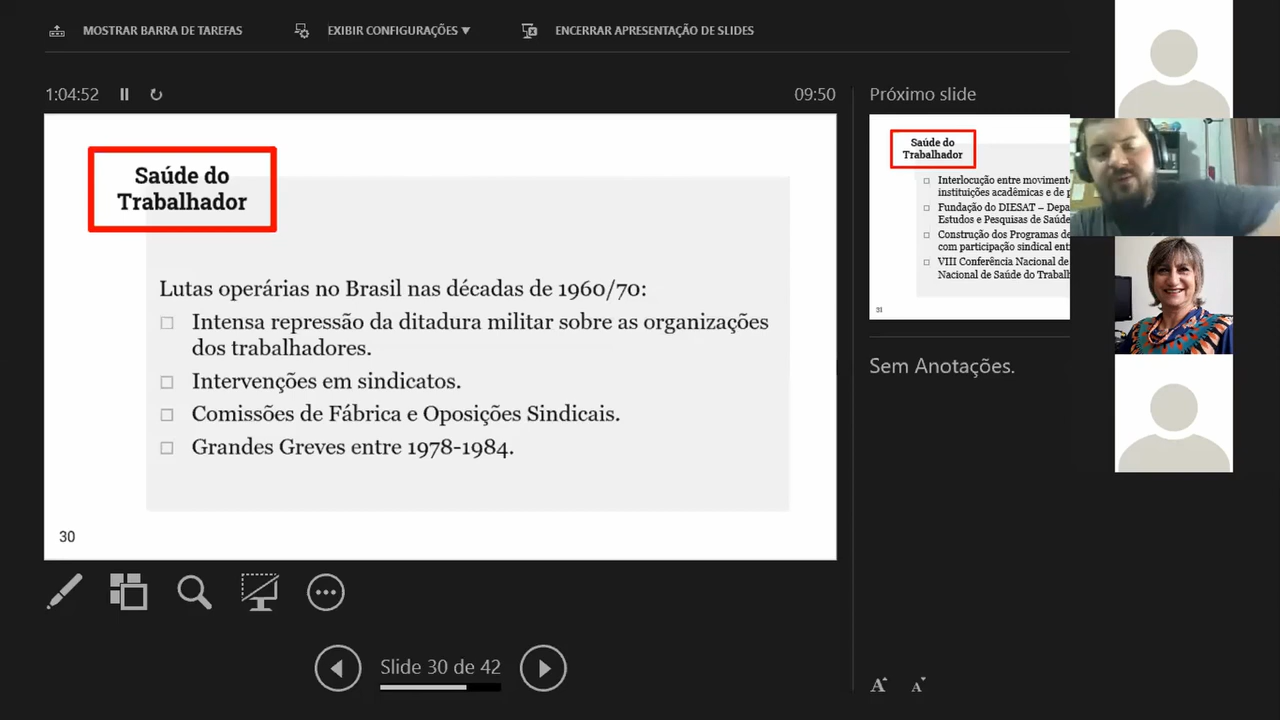 MOSTRAR BARRA DE TAREFAS
EXIBIR CONFIGURAÇÕES ▼
ENCERRAR APRESENTAÇÃO DE SLIDES
1:04:52
09:50
Saúde do
Trabalhador
Lutas operárias no Brasil nas décadas de 1960/70:
Intensa repressão da ditadura militar sobre as organizações
dos trabalhadores.
Intervenções em sindicatos.
Comissões de Fábrica e Oposições Sindicais.
Grandes Greves entre 1978-1984.
30
Slide 30 de 42
Próximo slide
Saúde do
Trabalhador
Interlocução entre
instituições acadêmicas e de
Fundação do DIESAT –
Estudos e Pesquisas de Saúde
Construção dos Programas de
com participação sindical
VIII Conferência Nacional de
Nacional de Saúde do
31
Sem Anotações.
A A